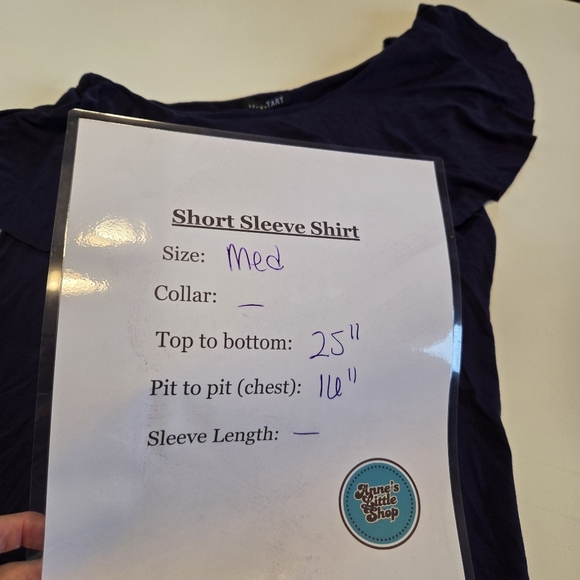 Short Sleeve Shirt
Size: Med
Collar: —
Top to bottom: 25"
Pit to pit (chest): 16"
Sleeve Length: —
Anne's
Little
Shop